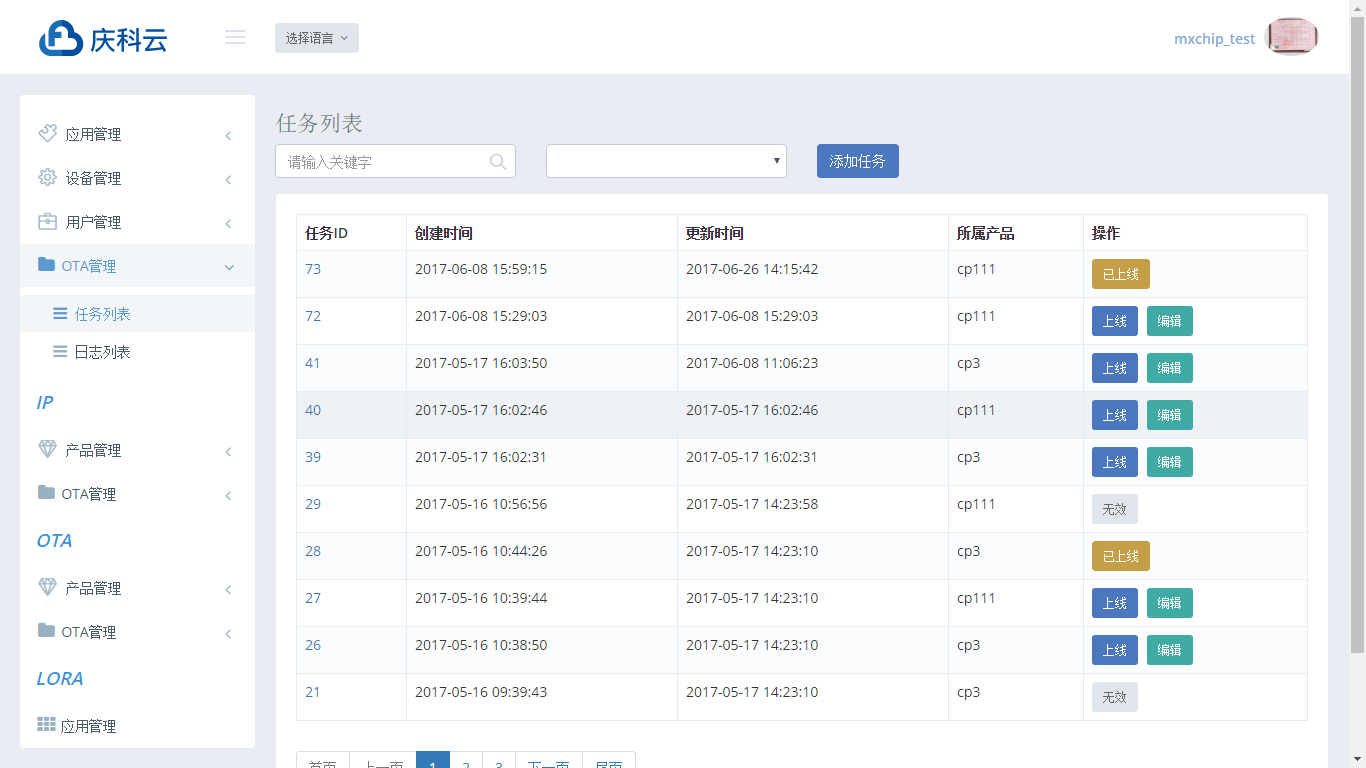 庆科云
选择语言
mxchip_test
应用管理
设备管理
用户管理
OTA管理
任务列表
日志列表
IP
产品管理
OTA管理
OTA
产品管理
OTA管理
LORA
应用管理
任务列表
请输入关键字
添加任务
任务ID 创建时间 更新时间 所属产品 操作
73 2017-06-08 15:59:15 2017-06-26 14:15:42 cp111 已上线
72 2017-06-08 15:29:03 2017-06-08 15:29:03 cp111 上线 编辑
41 2017-05-17 16:03:50 2017-06-08 11:06:23 cp3 上线 编辑
40 2017-05-17 16:02:46 2017-05-17 16:02:46 cp111 上线 编辑
39 2017-05-17 16:02:31 2017-05-17 16:02:31 cp3 上线 编辑
29 2017-05-16 10:56:56 2017-05-17 14:23:58 cp111 无效
28 2017-05-16 10:44:26 2017-05-17 14:23:10 cp3 已上线
27 2017-05-16 10:39:44 2017-05-17 14:23:10 cp111 上线 编辑
26 2017-05-16 10:38:50 2017-05-17 14:23:10 cp3 上线 编辑
21 2017-05-16 09:39:43 2017-05-17 14:23:10 cp3 无效
首页 上一页 1 2 3 下一页 尾页